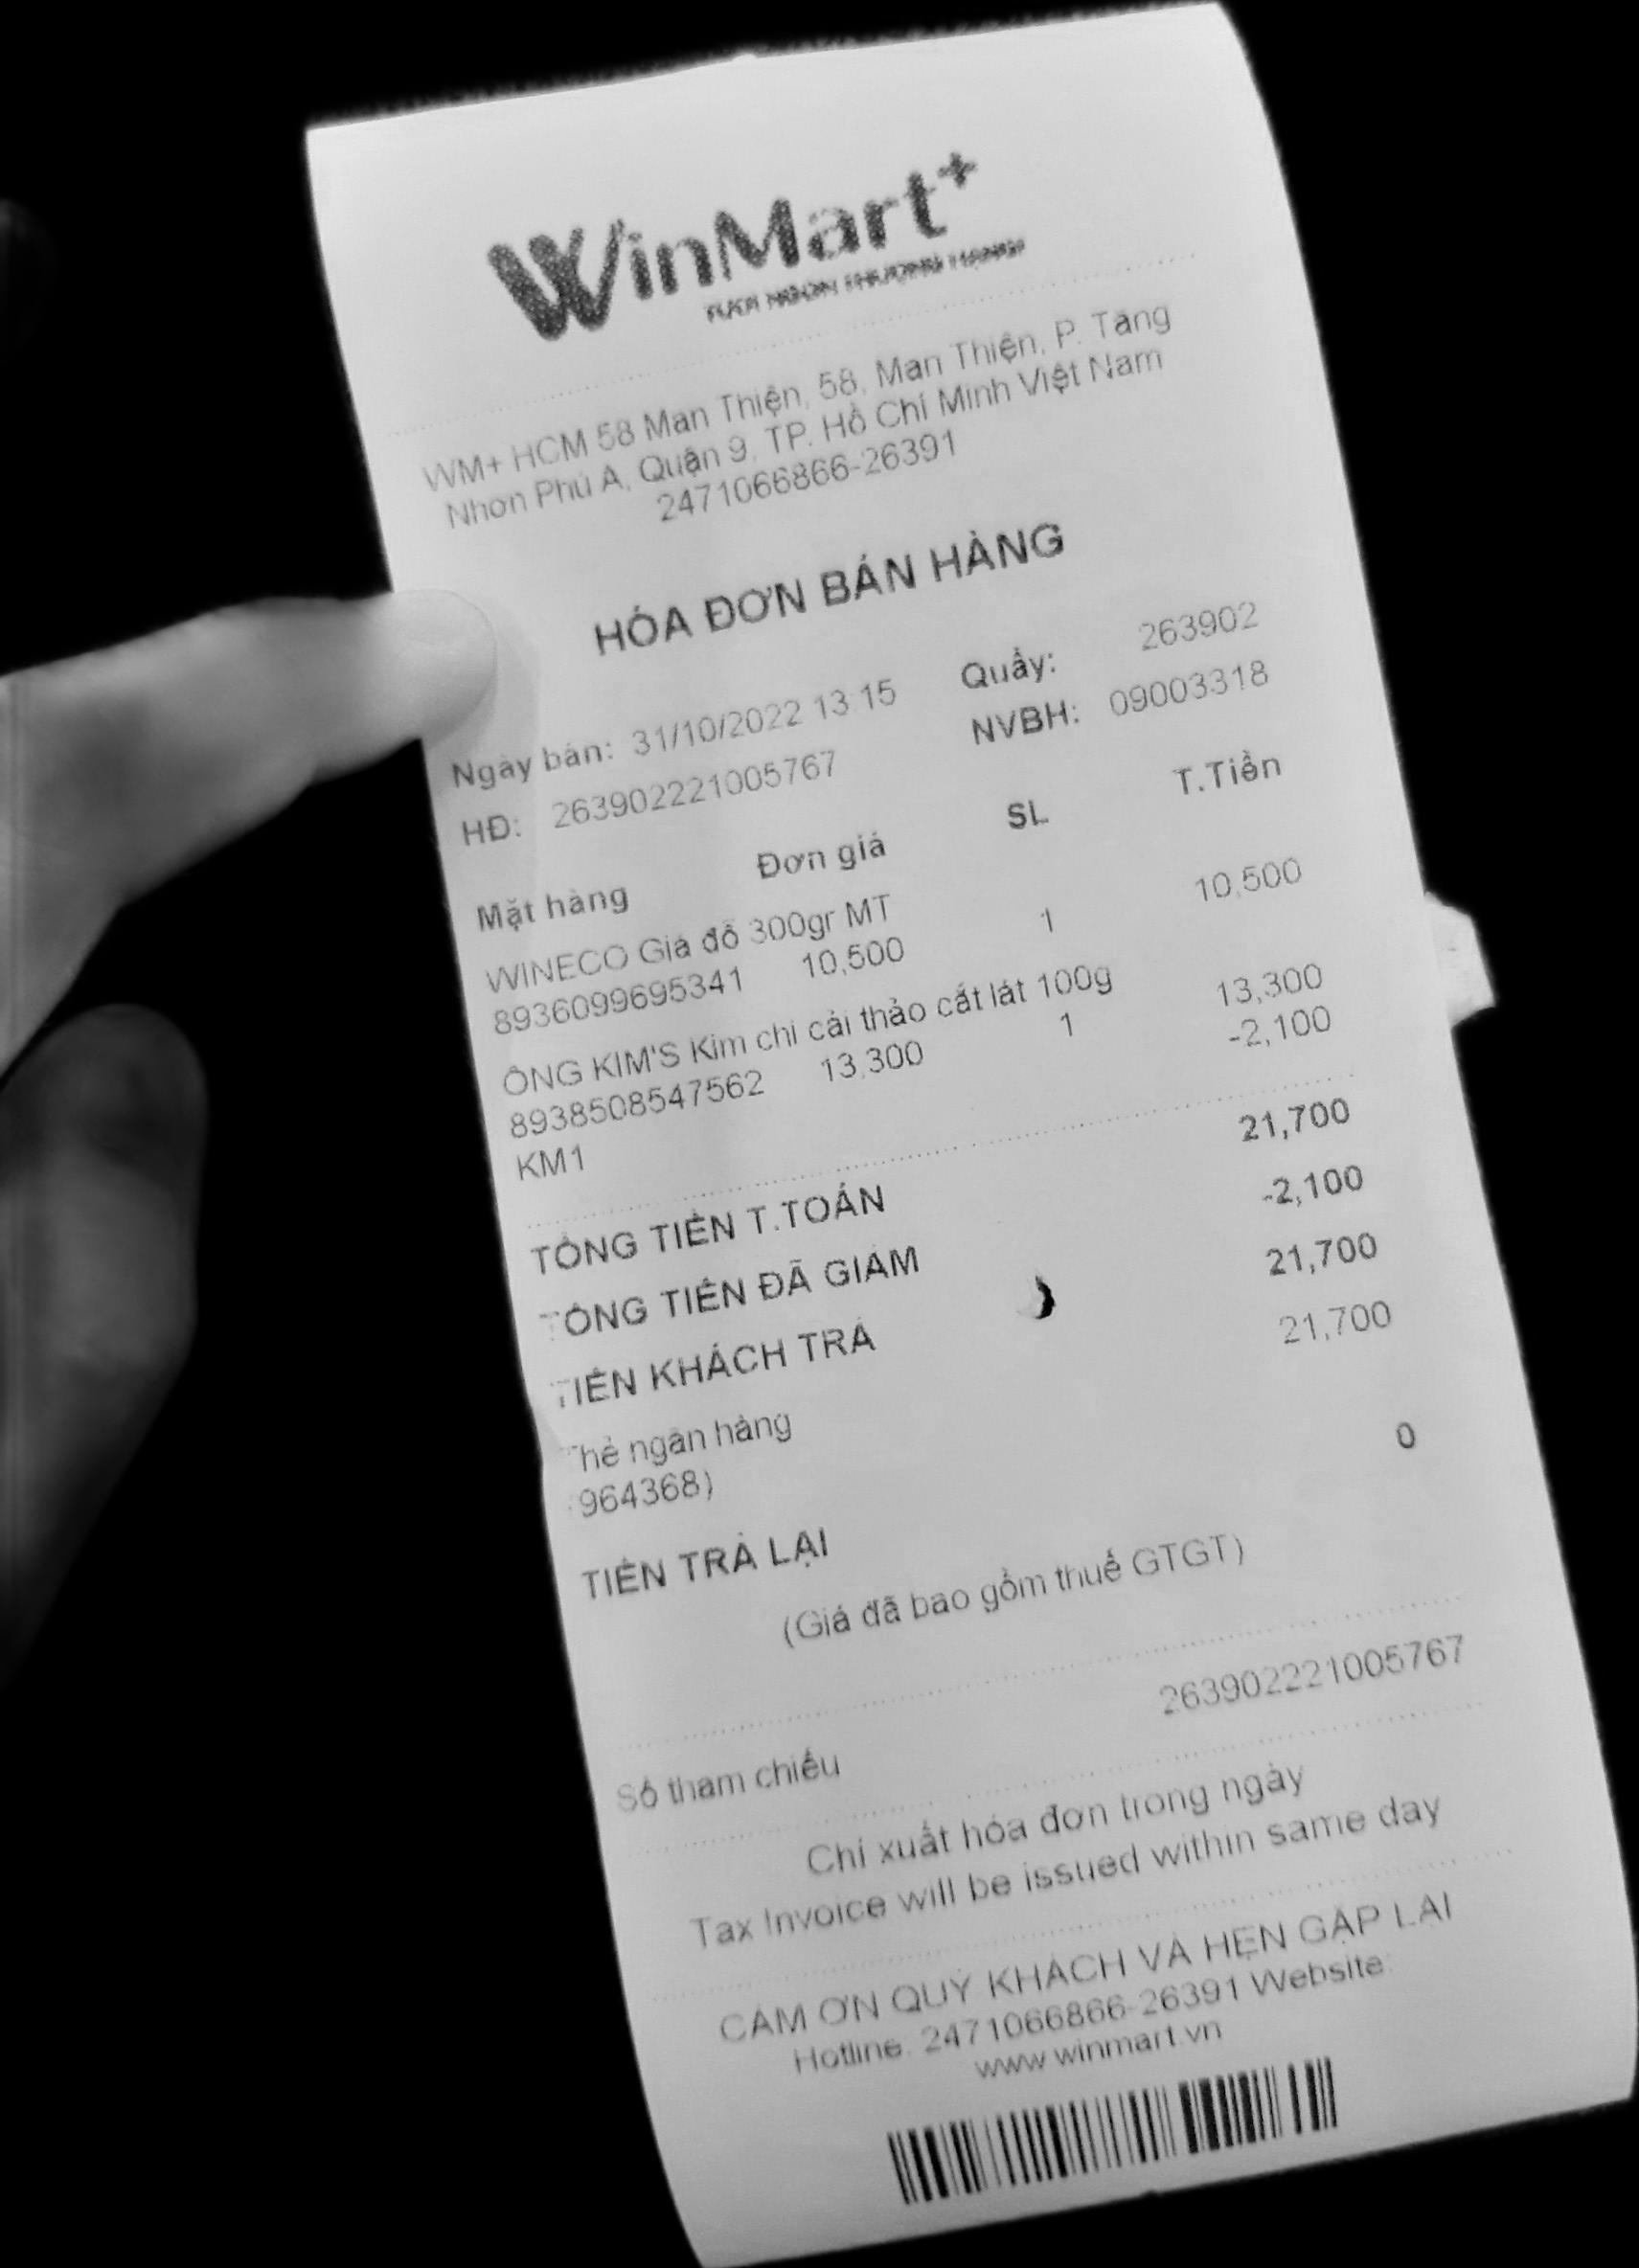 WinMart+
TƯƠI NGON THƯỢNG HẠNG!
WM+ HCM 58 Man Thiện, 58, Man Thiện, P. Tăng
Nhơn Phú A, Quận 9, TP. Hồ Chí Minh Việt Nam
2471066866-26391
HÓA ĐƠN BÁN HÀNG
Ngày bán: 31/10/2022 13:15 Quầy: 263902
HĐ: 263902221005767 NVBH: 09003318
Mặt hàng Đơn giá SL T.Tiền
WINECO Giá đỗ 300gr MT
8936099695341 10,500 1 10,500
ÔNG KIM'S Kim chi cải thảo cắt lát 100g
8938508547562 13,300 1 13,300
KM1 -2,100
TỔNG TIỀN T.TOÁN 21,700
TỔNG TIỀN ĐÃ GIẢM -2,100
TIỀN KHÁCH TRẢ 21,700
Thẻ ngân hàng 21,700
(964368)
TIỀN TRẢ LẠI 0
(Giá đã bao gồm thuế GTGT)
Số tham chiếu 263902221005767
Chỉ xuất hóa đơn trong ngày
Tax Invoice will be issued within same day
CẢM ƠN QUÝ KHÁCH VÀ HẸN GẶP LẠI
Hotline: 2471066866-26391 Website:
www.winmart.vn